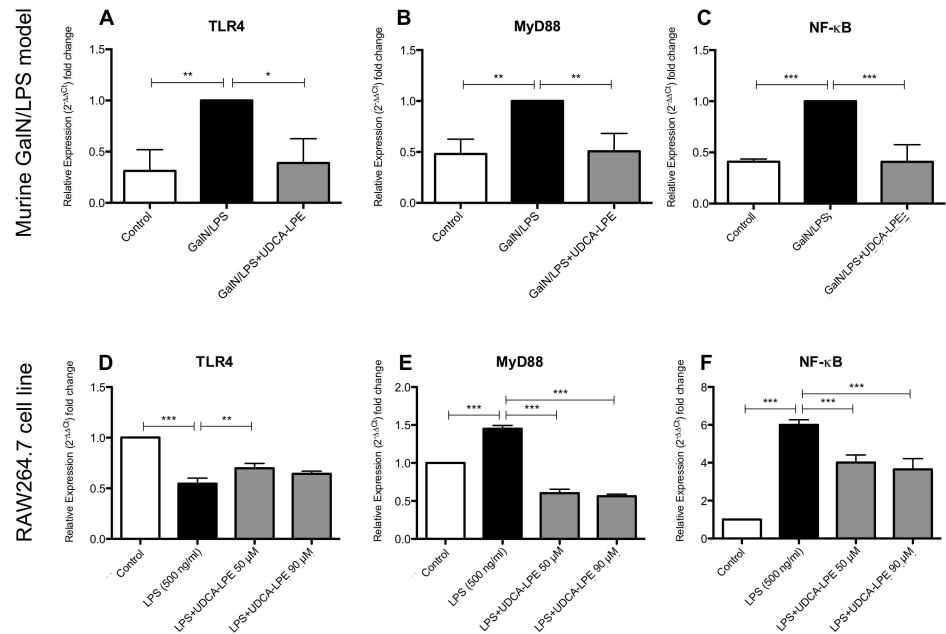 Murine GalN/LPS model
A
TLR4
Relative Expression (2-ΔΔCt) fold change
1.5
1.0
0.5
0.0
**
*
Control
GalN/LPS
GalN/LPS+UDCA-LPE
B
MyD88
Relative Expression (2-ΔΔCt) fold change
1.5
1.0
0.5
0.0
**
**
Control
GalN/LPS
GalN/LPS+UDCA-LPE
C
NF-κB
Relative Expression (2-ΔΔCt) fold change
1.5
1.0
0.5
0.0
***
***
Controll
GalN/LPS
GalN/LPS+UDCA-LPE
RAW264.7 cell line
D
TLR4
Relative Expression (2-ΔΔCt) fold change
1.5
1.0
0.5
0.0
***
**
Control
LPS (500 ng/ml)
LPS+UDCA-LPE 50 µM
LPS+UDCA-LPE 90 µM
E
MyD88
Relative Expression (2-ΔΔCt) fold change
2.0
1.5
1.0
0.5
0.0
***
***
***
Control
LPS (500 ng/ml)
LPS+UDCA-LPE 50 µM
LPS+UDCA-LPE 90 µM
F
NF-κB
Relative Expression (2-ΔΔCt) fold change
8
6
4
2
0
***
***
***
Control
LPS (500 ng/ml)
LPS+UDCA-LPE 50 µM
LPS+UDCA-LPE 90 µM